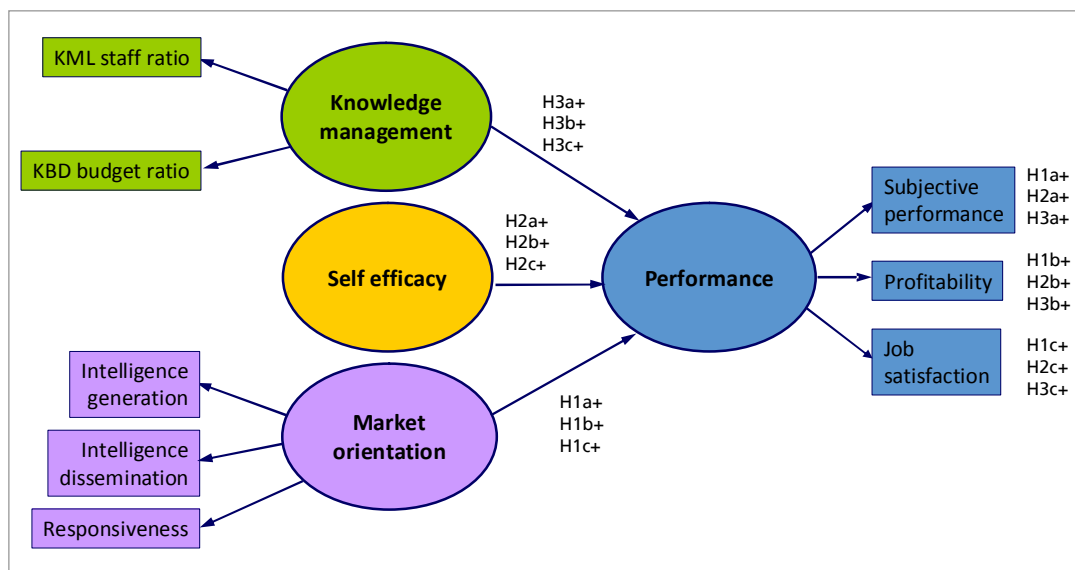 KML staff ratio
KBD budget ratio
Knowledge
management
H3a+
H3b+
H3c+
Self efficacy
H2a+
H2b+
H2c+
Intelligence
generation
Intelligence
dissemination
Responsiveness
Market
orientation
H1a+
H1b+
H1c+
Performance
Subjective
performance
H1a+
H2a+
H3a+
Profitability
H1b+
H2b+
H3b+
Job
satisfaction
H1c+
H2c+
H3c+